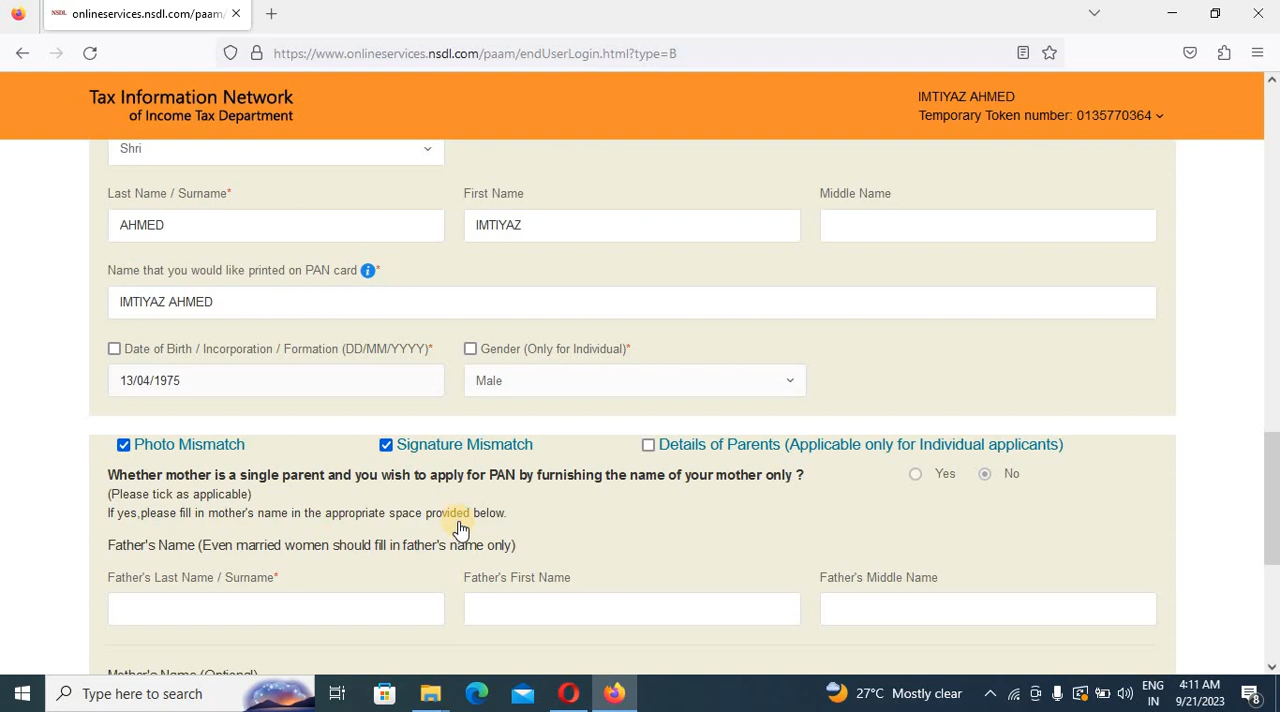 NSDL onlineservices.nsdl.com/paam/
https://www.onlineservices.nsdl.com/paam/endUserLogin.html?type=B
Tax Information Network
of Income Tax Department
IMTIYAZ AHMED
Temporary Token number: 0135770364
Shri
Last Name / Surname* First Name Middle Name
AHMED IMTIYAZ
Name that you would like printed on PAN card i *
IMTIYAZ AHMED
Date of Birth / Incorporation / Formation (DD/MM/YYYY)* Gender (Only for Individual)*
13/04/1975 Male
Photo Mismatch Signature Mismatch Details of Parents (Applicable only for Individual applicants)
Whether mother is a single parent and you wish to apply for PAN by furnishing the name of your mother only ? Yes No
(Please tick as applicable)
If yes,please fill in mother's name in the appropriate space provided below.
Father's Name (Even married women should fill in father's name only)
Father's Last Name / Surname* Father's First Name Father's Middle Name
Mother's Name (Optional)
Type here to search 27°C Mostly clear ENG IN 4:11 AM 9/21/2023 8